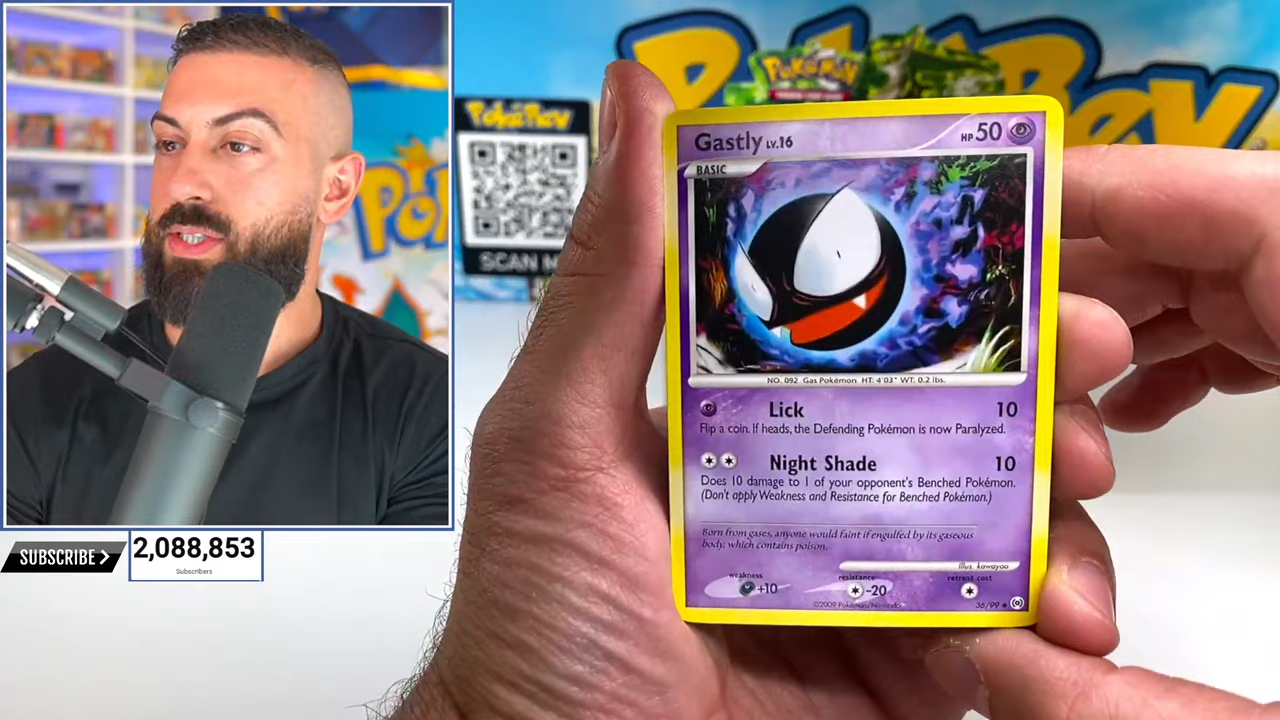 PokéRev
SCAN M
Pokémon
Gastly LV.16
HP 50
BASIC
NO. 092 Gas Pokémon HT: 4'03" WT: 0.2 lbs.
Lick 10
Flip a coin. If heads, the Defending Pokémon is now Paralyzed.
Night Shade 10
Does 10 damage to 1 of your opponent's Benched Pokémon.
(Don't apply Weakness and Resistance for Benched Pokémon.)
Born from gases, anyone would faint if engulfed by its gaseous
body, which contains poison.
Illus. kawayoo
weakness
+10
resistance
-20
retreat cost
©2009 Pokémon/Nintendo
36/99
SUBSCRIBE >
2,088,853
Subscribers